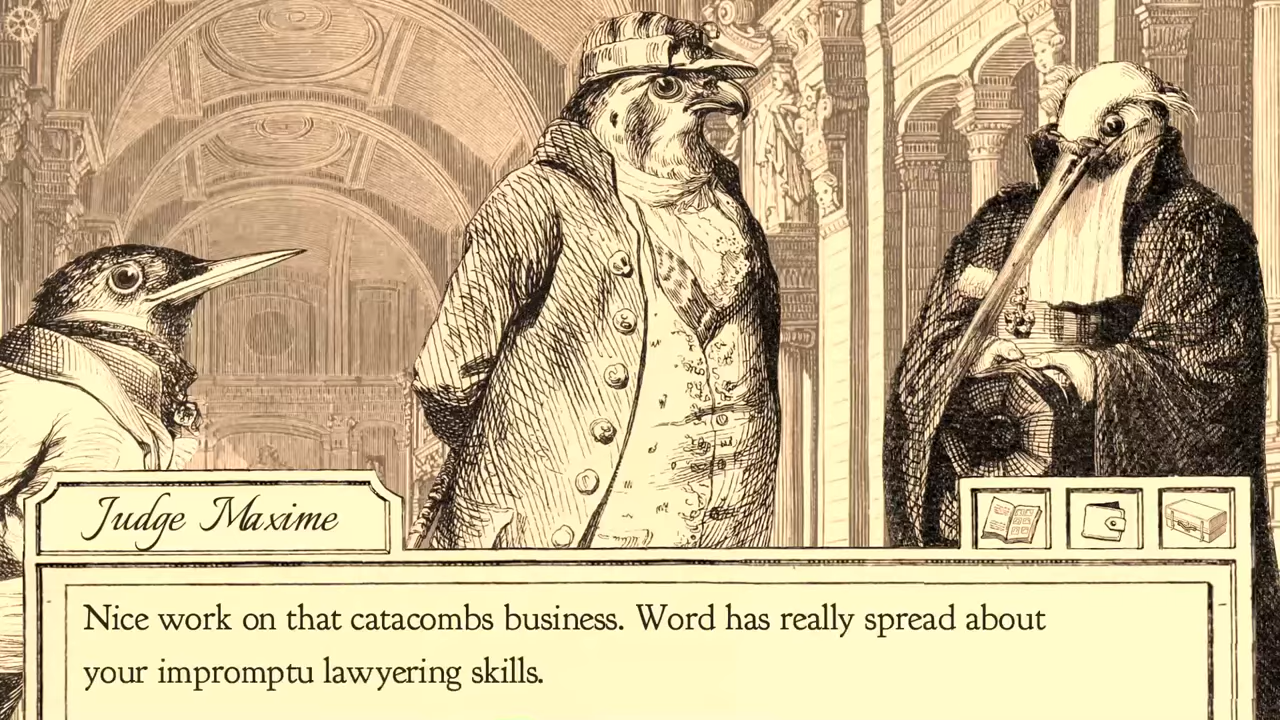 Judge Maxime
Nice work on that catacombs business. Word has really spread about
your impromptu lawyering skills.